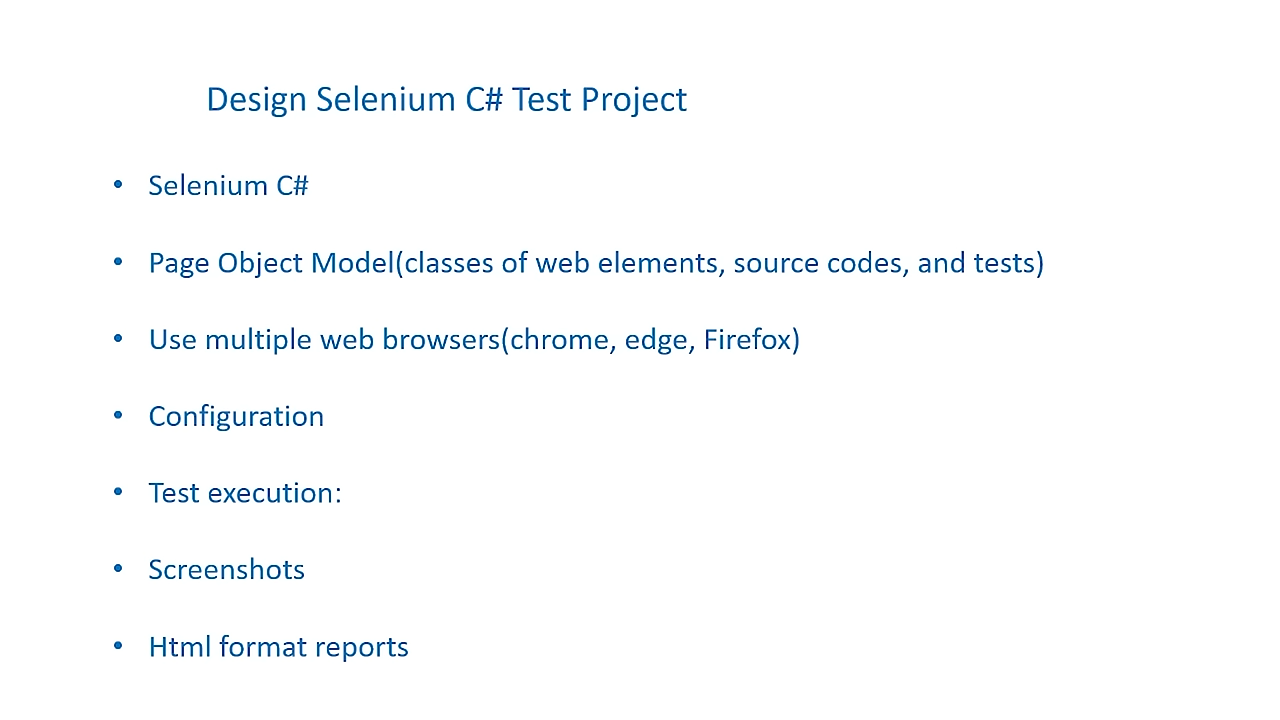 Design Selenium C# Test Project
• Selenium C#
• Page Object Model(classes of web elements, source codes, and tests)
• Use multiple web browsers(chrome, edge, Firefox)
• Configuration
• Test execution:
• Screenshots
• Html format reports